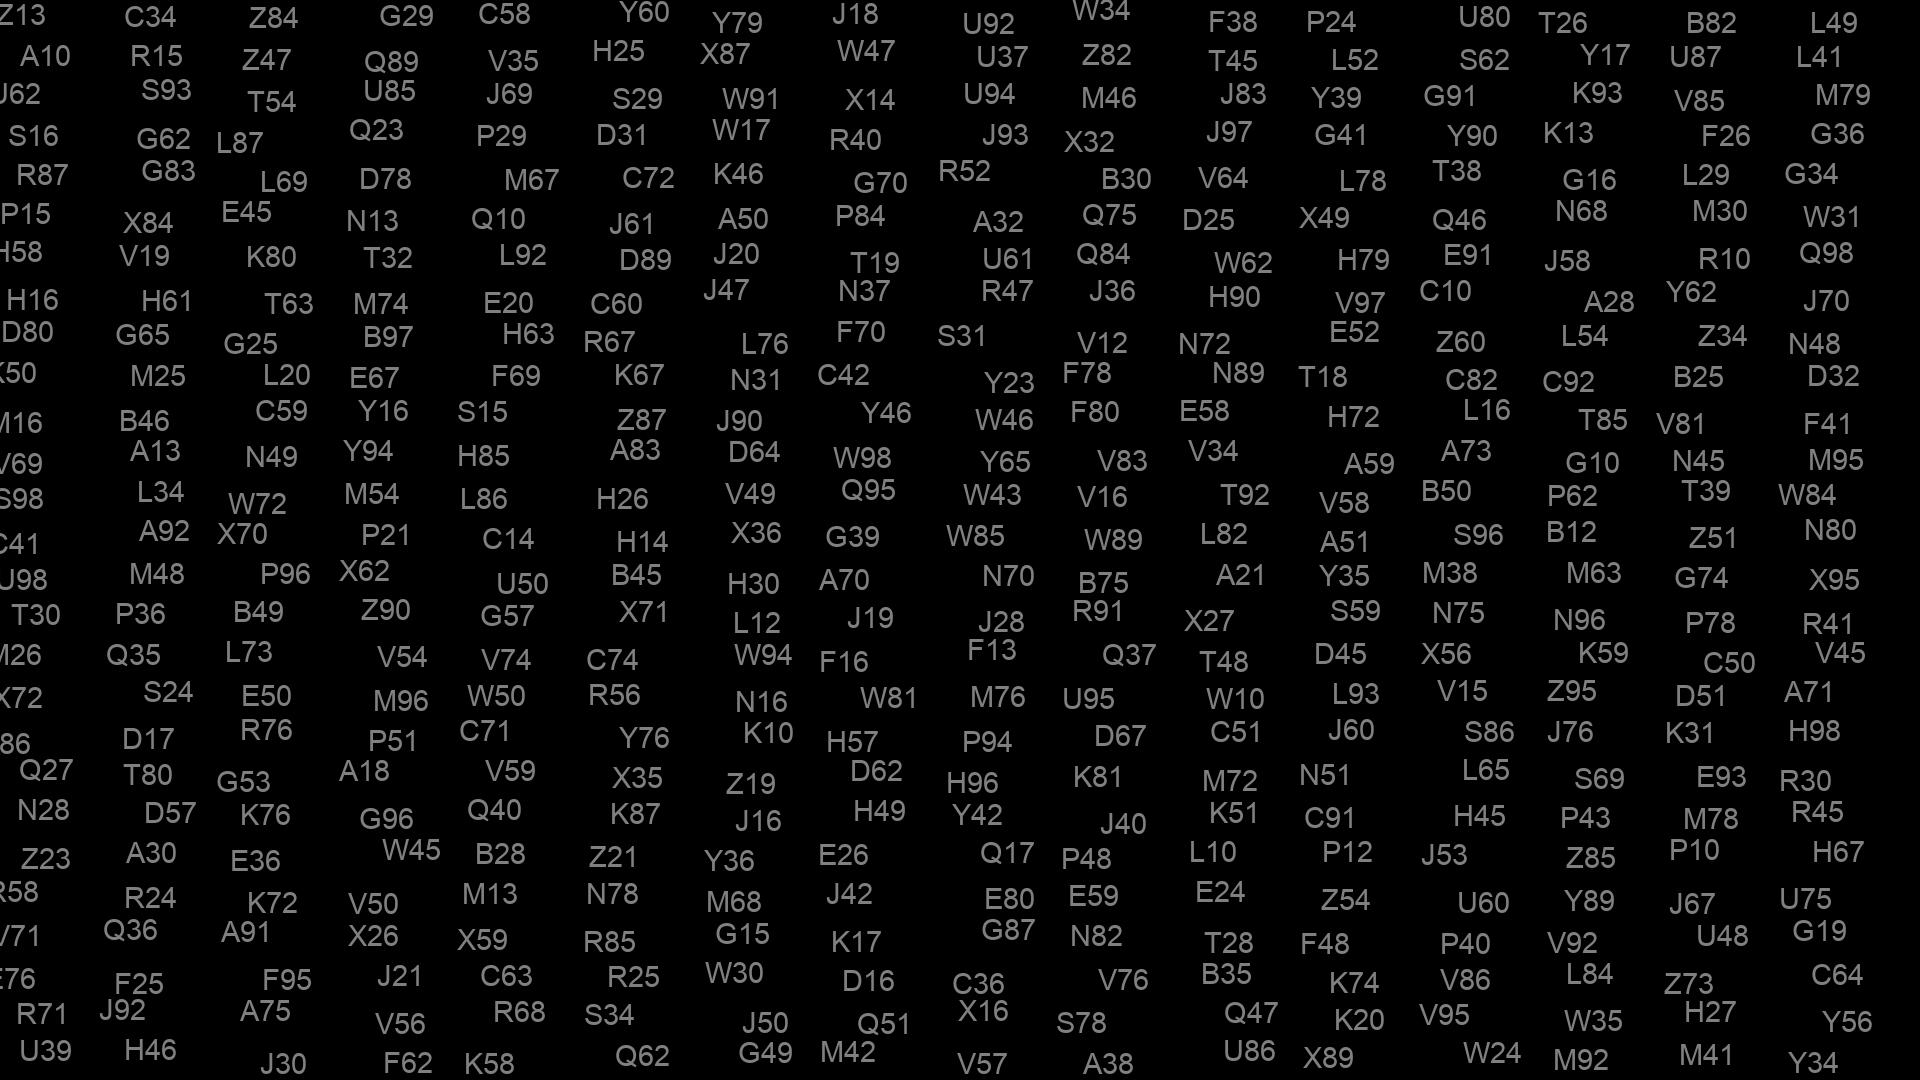 Z13 C34 Z84 G29 C58 Y60 Y79 J18 U92 W34 F38 P24 U80 T26 B82 L49
A10 R15 Z47 Q89 V35 H25 X87 W47 U37 Z82 T45 L52 S62 Y17 U87 L41
J62 S93 T54 U85 J69 S29 W91 X14 U94 M46 J83 Y39 G91 K93 V85 M79
S16 G62 L87 Q23 P29 D31 W17 R40 J93 X32 J97 G41 Y90 K13 F26 G36
R87 G83 L69 D78 M67 C72 K46 G70 R52 B30 V64 L78 T38 G16 L29 G34
P15 X84 E45 N13 Q10 J61 A50 P84 A32 Q75 D25 X49 Q46 N68 M30 W31
H58 V19 K80 T32 L92 D89 J20 T19 U61 Q84 W62 H79 E91 J58 R10 Q98
H16 H61 T63 M74 E20 C60 J47 N37 R47 J36 H90 V97 C10 A28 Y62 J70
D80 G65 G25 B97 H63 R67 L76 F70 S31 V12 N72 E52 Z60 L54 Z34 N48
K50 M25 L20 E67 F69 K67 N31 C42 Y23 F78 N89 T18 C82 C92 B25 D32
M16 B46 C59 Y16 S15 Z87 J90 Y46 W46 F80 E58 H72 L16 T85 V81 F41
V69 A13 N49 Y94 H85 A83 D64 W98 Y65 V83 V34 A59 A73 G10 N45 M95
S98 L34 W72 M54 L86 H26 V49 Q95 W43 V16 T92 V58 B50 P62 T39 W84
C41 A92 X70 P21 C14 H14 X36 G39 W85 W89 L82 A51 S96 B12 Z51 N80
U98 M48 P96 X62 U50 B45 H30 A70 N70 B75 A21 Y35 M38 M63 G74 X95
T30 P36 B49 Z90 G57 X71 L12 J19 J28 R91 X27 S59 N75 N96 P78 R41
M26 Q35 L73 V54 V74 C74 W94 F16 F13 Q37 T48 D45 X56 K59 C50 V45
X72 S24 E50 M96 W50 R56 N16 W81 M76 U95 W10 L93 V15 Z95 D51 A71
86 D17 R76 P51 C71 Y76 K10 H57 P94 D67 C51 J60 S86 J76 K31 H98
Q27 T80 G53 A18 V59 X35 Z19 D62 H96 K81 M72 N51 L65 S69 E93 R30
N28 D57 K76 G96 Q40 K87 J16 H49 Y42 J40 K51 C91 H45 P43 M78 R45
Z23 A30 E36 W45 B28 Z21 Y36 E26 Q17 P48 L10 P12 J53 Z85 P10 H67
R58 R24 K72 V50 M13 N78 M68 J42 E80 E59 E24 Z54 U60 Y89 J67 U75
V71 Q36 A91 X26 X59 R85 G15 K17 G87 N82 T28 F48 P40 V92 U48 G19
E76 F25 F95 J21 C63 R25 W30 D16 C36 V76 B35 K74 V86 L84 Z73 C64
R71 J92 A75 V56 R68 S34 J50 Q51 X16 S78 Q47 K20 V95 W35 H27 Y56
U39 H46 J30 F62 K58 Q62 G49 M42 V57 A38 U86 X89 W24 M92 M41 Y34